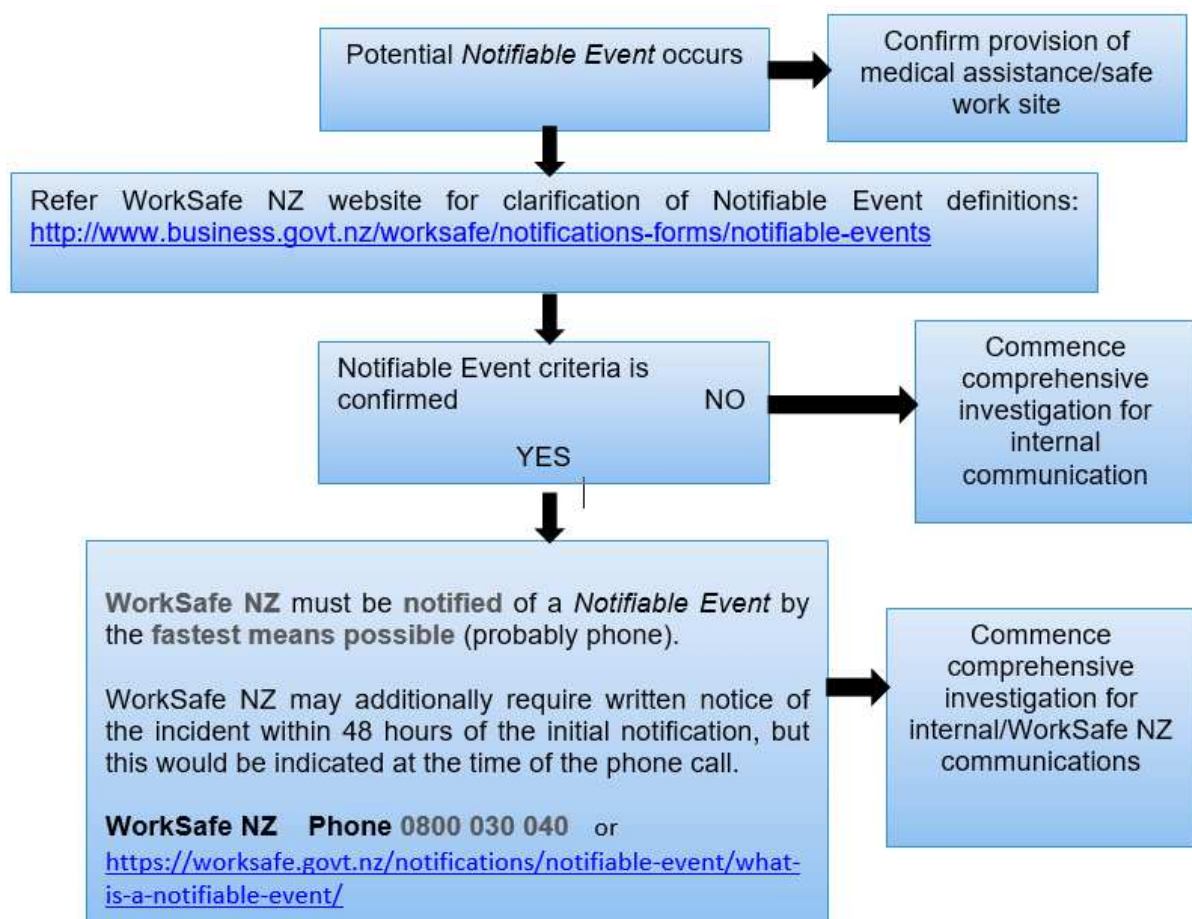 Potential Notifiable Event occurs
Confirm provision of
medical assistance/safe
work site
Refer WorkSafe NZ website for clarification of Notifiable Event definitions:
http://www.business.govt.nz/worksafe/notifications-forms/notifiable-events
Notifiable Event criteria is
confirmed NO
YES
Commence
comprehensive
investigation for
internal
communication
WorkSafe NZ must be notified of a Notifiable Event by
the fastest means possible (probably phone).
WorkSafe NZ may additionally require written notice of
the incident within 48 hours of the initial notification, but
this would be indicated at the time of the phone call.
WorkSafe NZ Phone 0800 030 040 or
https://worksafe.govt.nz/notifications/notifiable-event/what-
is-a-notifiable-event/
Commence
comprehensive
investigation for
internal/WorkSafe NZ
communications